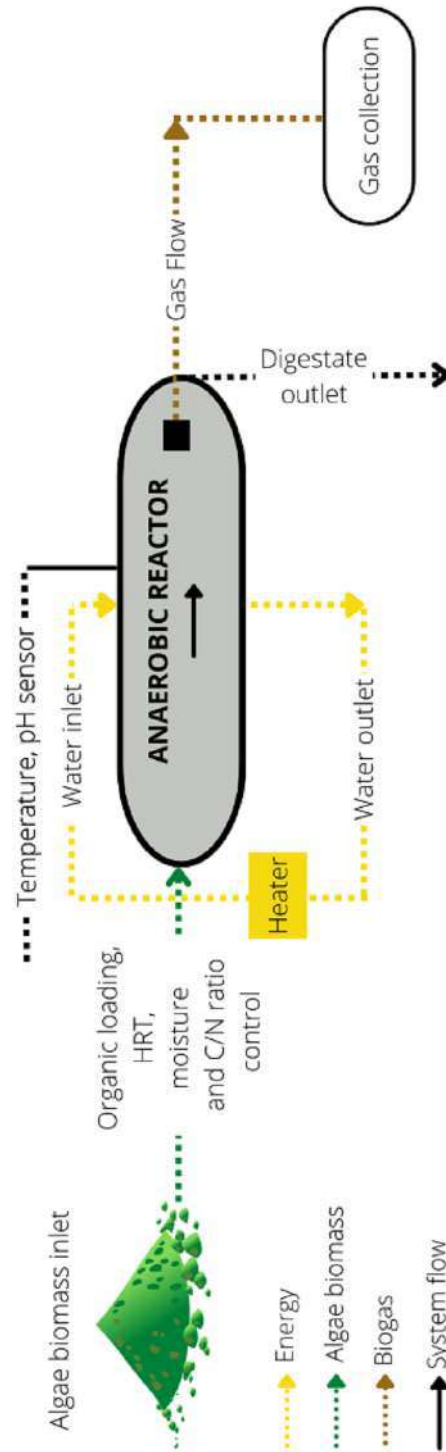 Algae biomass inlet
Organic loading,
HRT,
moisture
and C/N ratio
control
Temperature, pH sensor
Water inlet
ANAEROBIC REACTOR
Heater
Water outlet
Gas Flow
Digestate
outlet
Gas collection
Energy
Algae biomass
Biogas
System flow